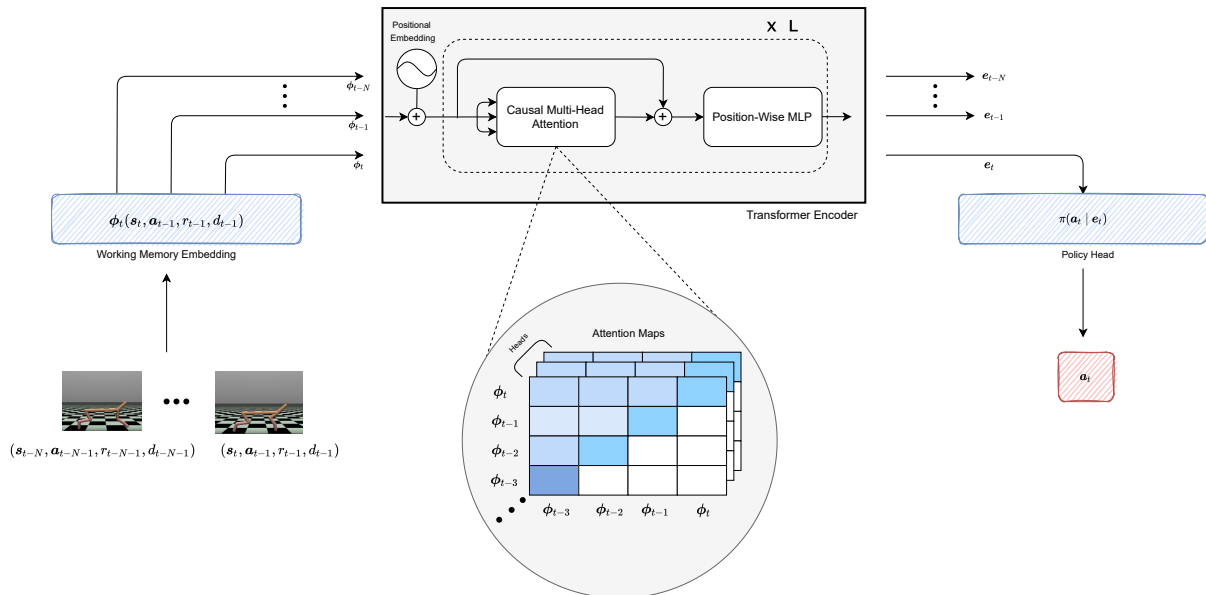 x L
Positional
Embedding
ϕ_{t−N}
ϕ_{t−1}
ϕ_t
Causal Multi-Head
Attention
Position-Wise MLP
Transformer Encoder
e_{t−N}
e_{t−1}
e_t
ϕ_t(s_t, a_{t−1}, r_{t−1}, d_{t−1})
Working Memory Embedding
π(a_t | e_t)
Policy Head
a_t
(s_{t−N}, a_{t−N−1}, r_{t−N−1}, d_{t−N−1})
(s_t, a_{t−1}, r_{t−1}, d_{t−1})
Attention Maps
Heads
ϕ_t
ϕ_{t−1}
ϕ_{t−2}
ϕ_{t−3}
ϕ_{t−3} ϕ_{t−2} ϕ_{t−1} ϕ_t